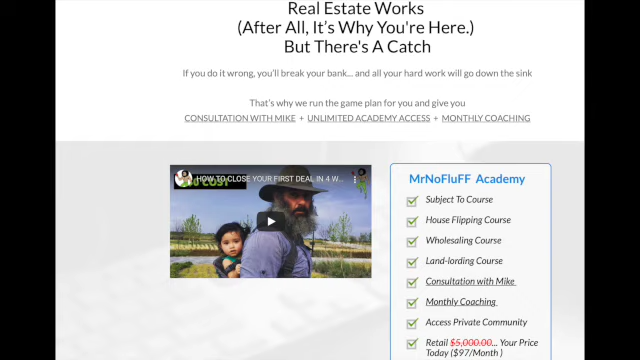 Real Estate Works
(After All, It's Why You're Here.)
But There's A Catch
If you do it wrong, you'll break your bank... and all your hard work will go down the sink
That's why we run the game plan for you and give you
CONSULTATION WITH MIKE + UNLIMITED ACADEMY ACCESS + MONTHLY COACHING
HOW TO CLOSE YOUR FIRST DEAL IN 4 W...
COST
MrNoFluFF Academy
Subject To Course
House Flipping Course
Wholesaling Course
Land-lording Course
Consultation with Mike
Monthly Coaching
Access Private Community
Retail $5,000.00... Your Price
Today ($97/Month )